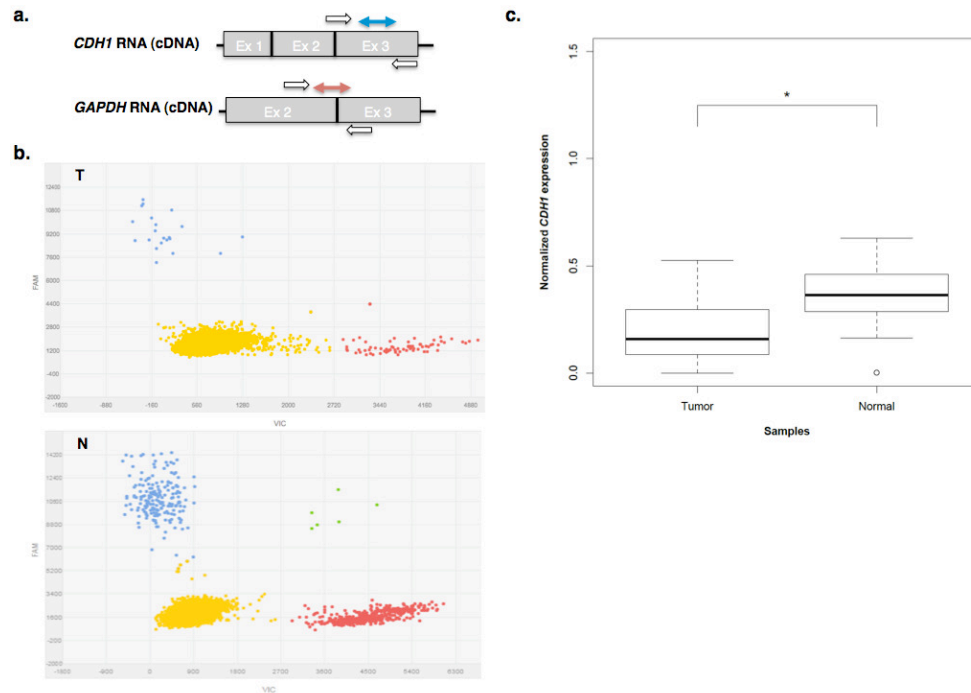 a.
CDH1 RNA (cDNA)
Ex 1 Ex 2 Ex 3
GAPDH RNA (cDNA)
Ex 2 Ex 3
b.
T
12400
10800
9200
7600
6000
4400
2800
1200
-400
-2000
FAM
-1600 -880 -160 560 1280 2000 2720 3440 4160 4880
VIC
N
14200
12400
10600
8800
7000
5200
3400
1600
-200
-2000
FAM
-1800 -900 0 900 1800 2700 3600 4500 5400 6300
VIC
c.
*
1.5
1.0
0.5
0.0
Normalized CDH1 expression
Tumor Normal
Samples